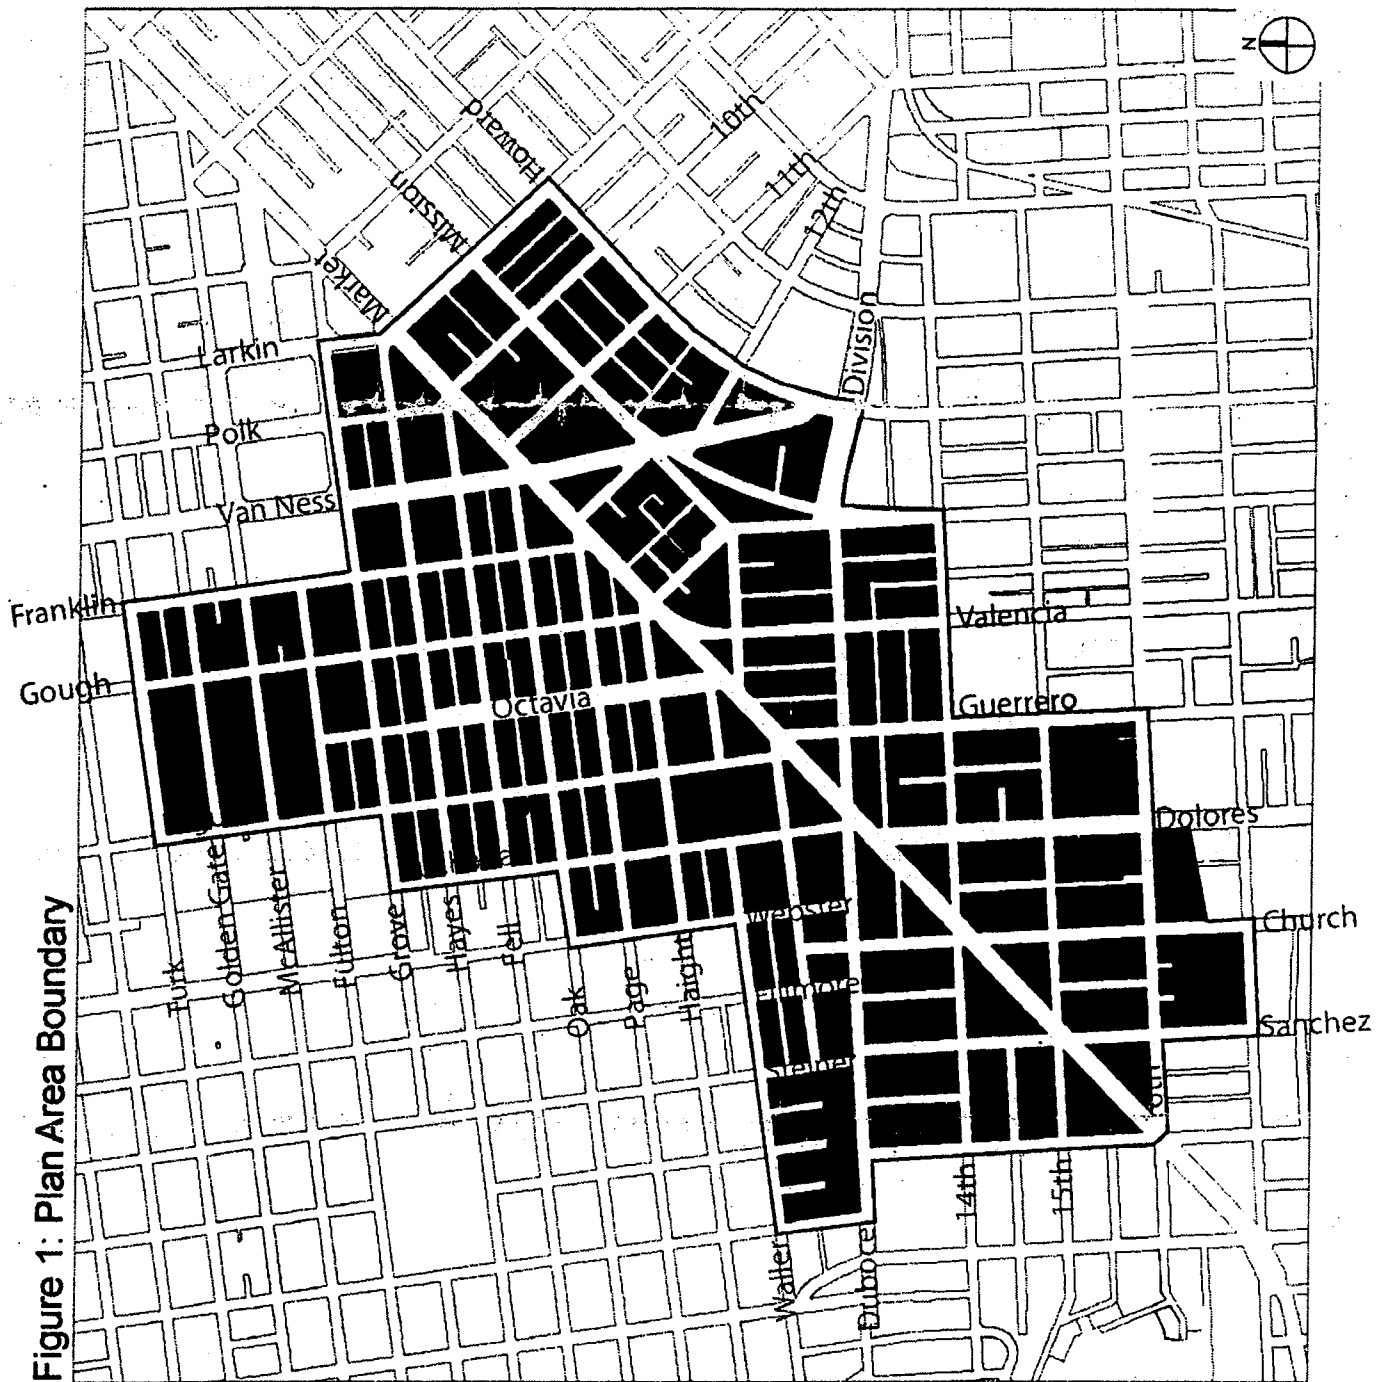 Figure 1: Plan Area Boundary
N
Howard
Mission
Market
10th
11th
12th
Division
Larkin
Polk
Van Ness
Franklin
Gough
Octavia
Valencia
Guerrero
Dolores
Church
Sanchez
Webster
Fillmore
Steiner
Turk
Golden Gate
McAllister
Fulton
Grove
Hayes
Fell
Oak
Page
Haight
Waller
Duboce
14th
15th